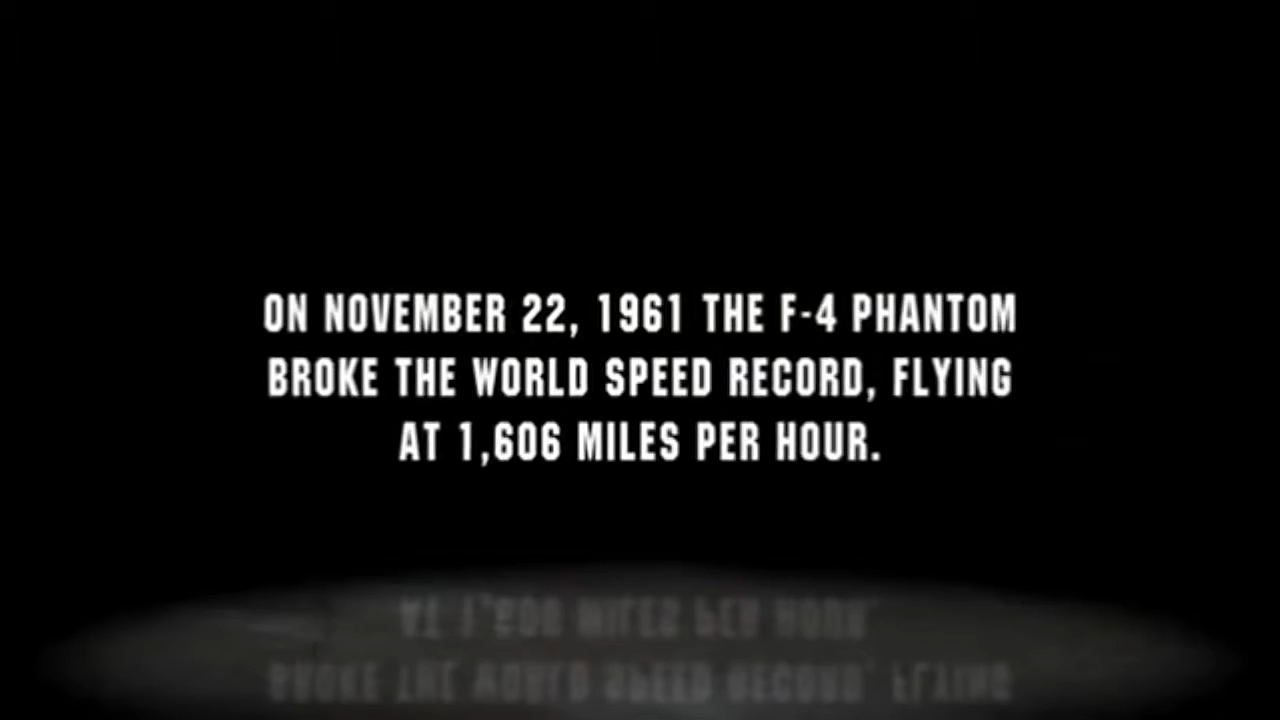 ON NOVEMBER 22, 1961 THE F-4 PHANTOM
BROKE THE WORLD SPEED RECORD, FLYING
AT 1,606 MILES PER HOUR.